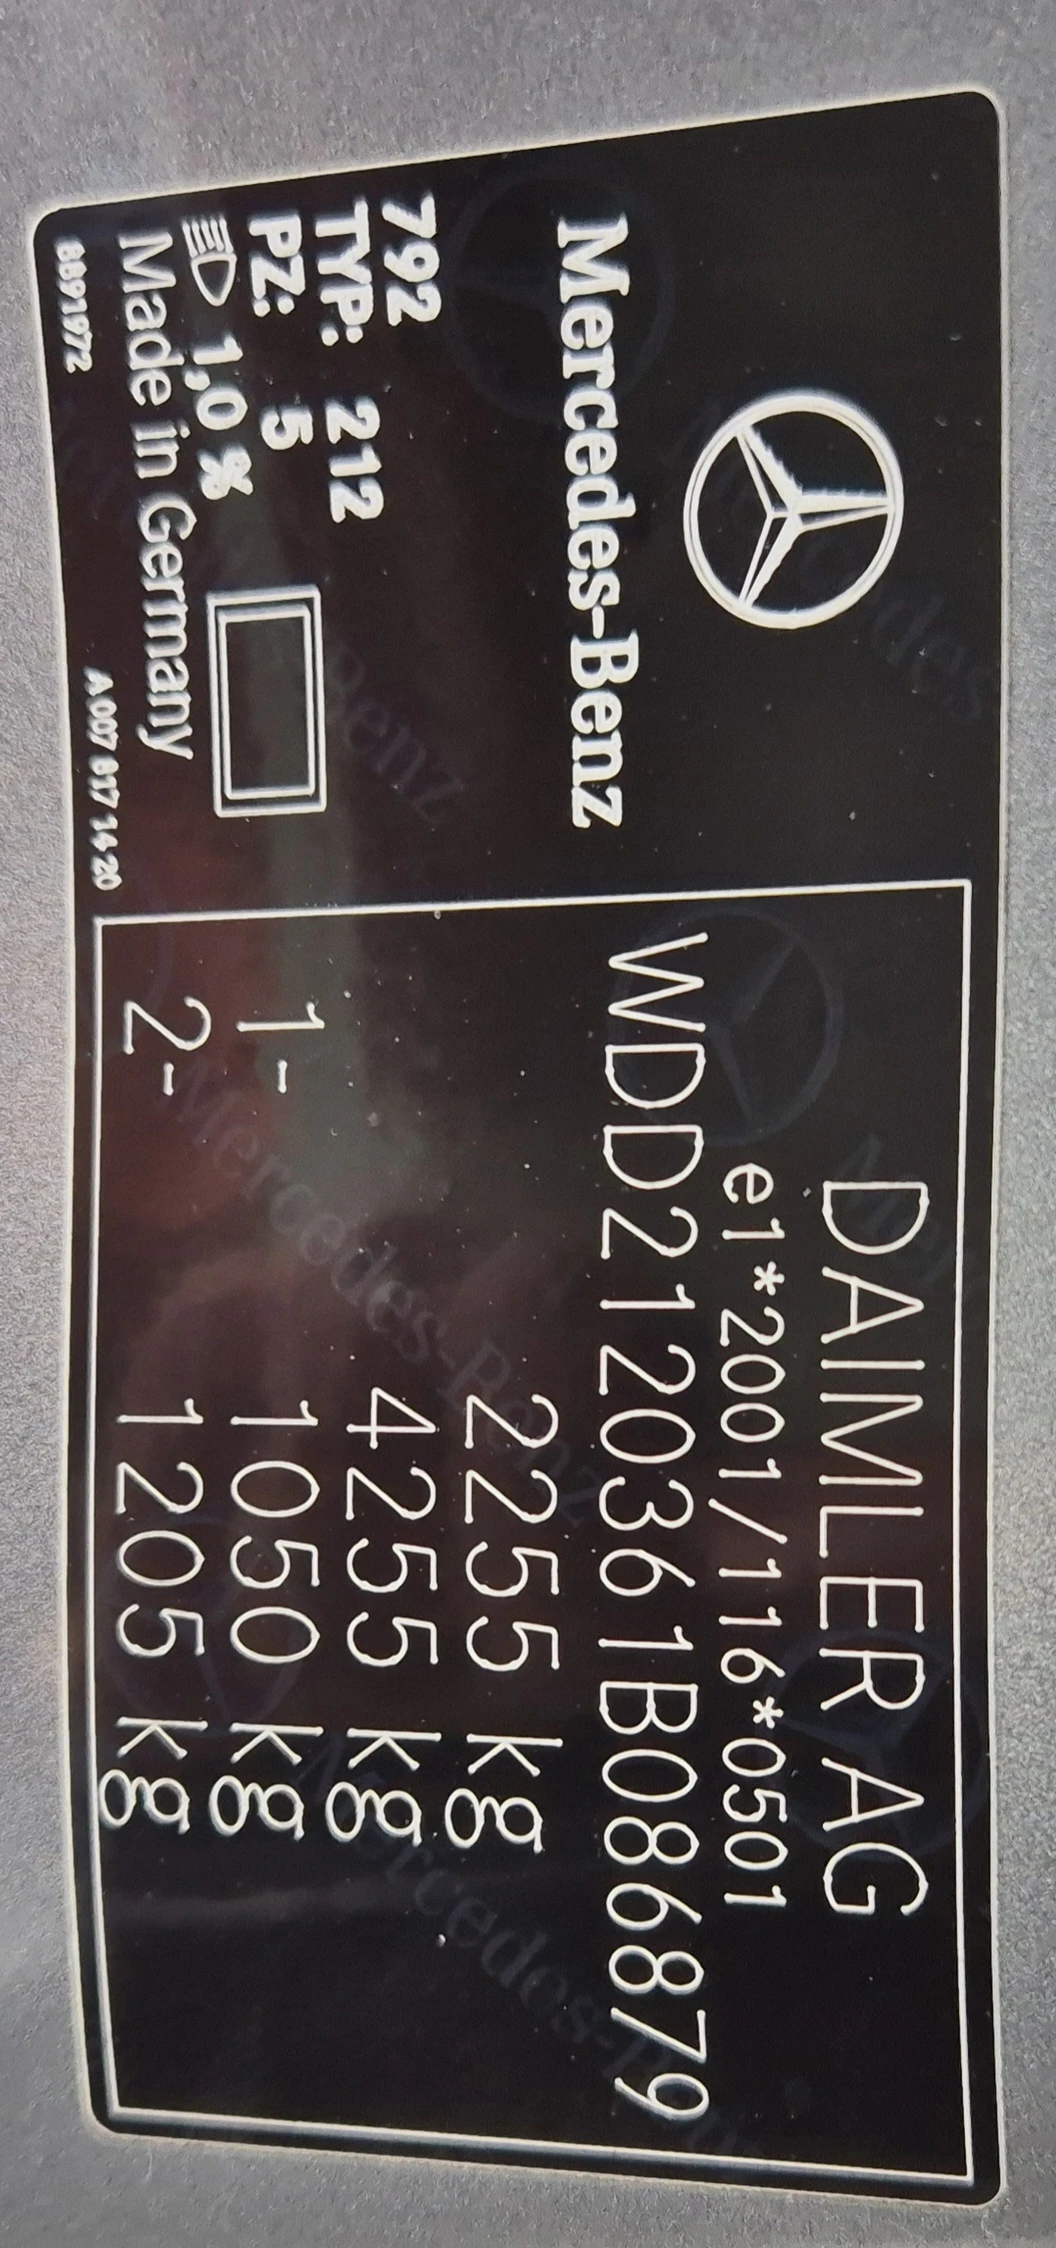 Mercedes-Benz
792
TYP: 212
PZ: 5
1,0 %
Made in Germany
8891972
A 007 817 14 20
DAIMLER AG
e1*2001/116*0501
WDD2120361B086879
2255 kg
4255 kg
1- 1050 kg
2- 1205 kg